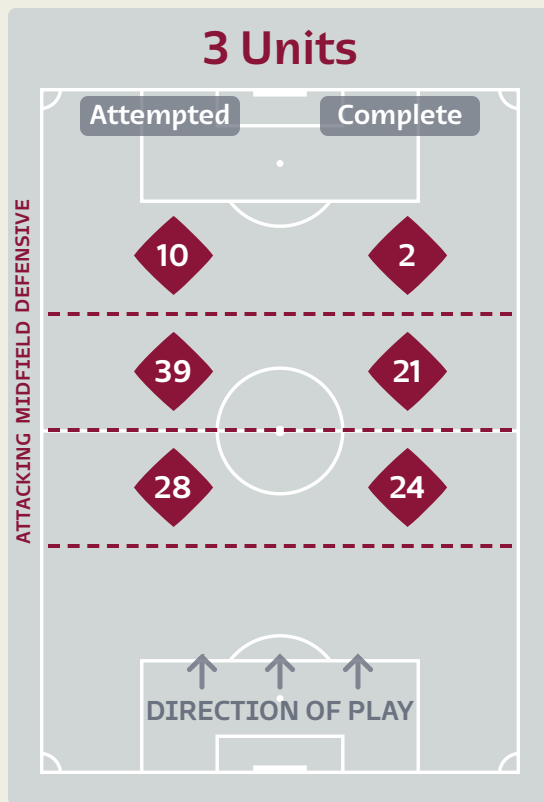 3 Units
Attempted
Complete
ATTACKING MIDFIELD DEFENSIVE
10
2
39
21
28
24
DIRECTION OF PLAY